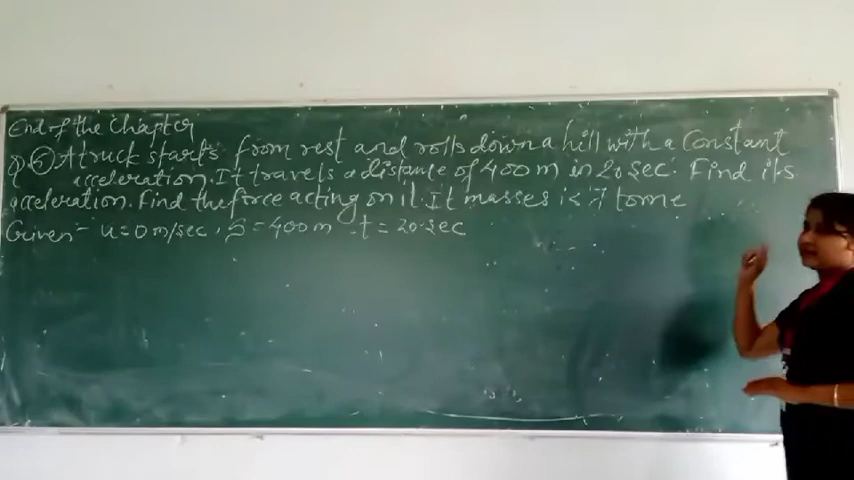 End of the chapter
Q.5 A truck starts from rest and rolls down a hill with a Constant
acceleration. It travels a distance of 400 m in 20 sec. Find its
acceleration. Find the force acting on it. It masses is 7 tome
Given - u = 0 m/sec, S = 400 m t = 20 sec